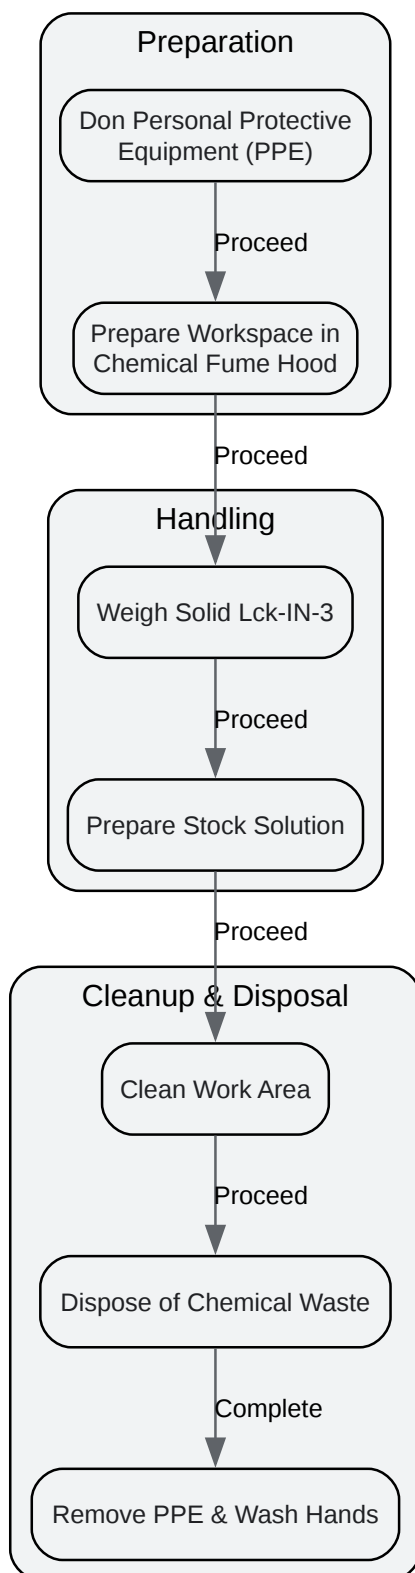 Preparation
Don Personal Protective
Equipment (PPE)
Proceed
Prepare Workspace in
Chemical Fume Hood
Proceed
Handling
Weigh Solid Lck-IN-3
Proceed
Prepare Stock Solution
Proceed
Cleanup & Disposal
Clean Work Area
Proceed
Dispose of Chemical Waste
Complete
Remove PPE & Wash Hands